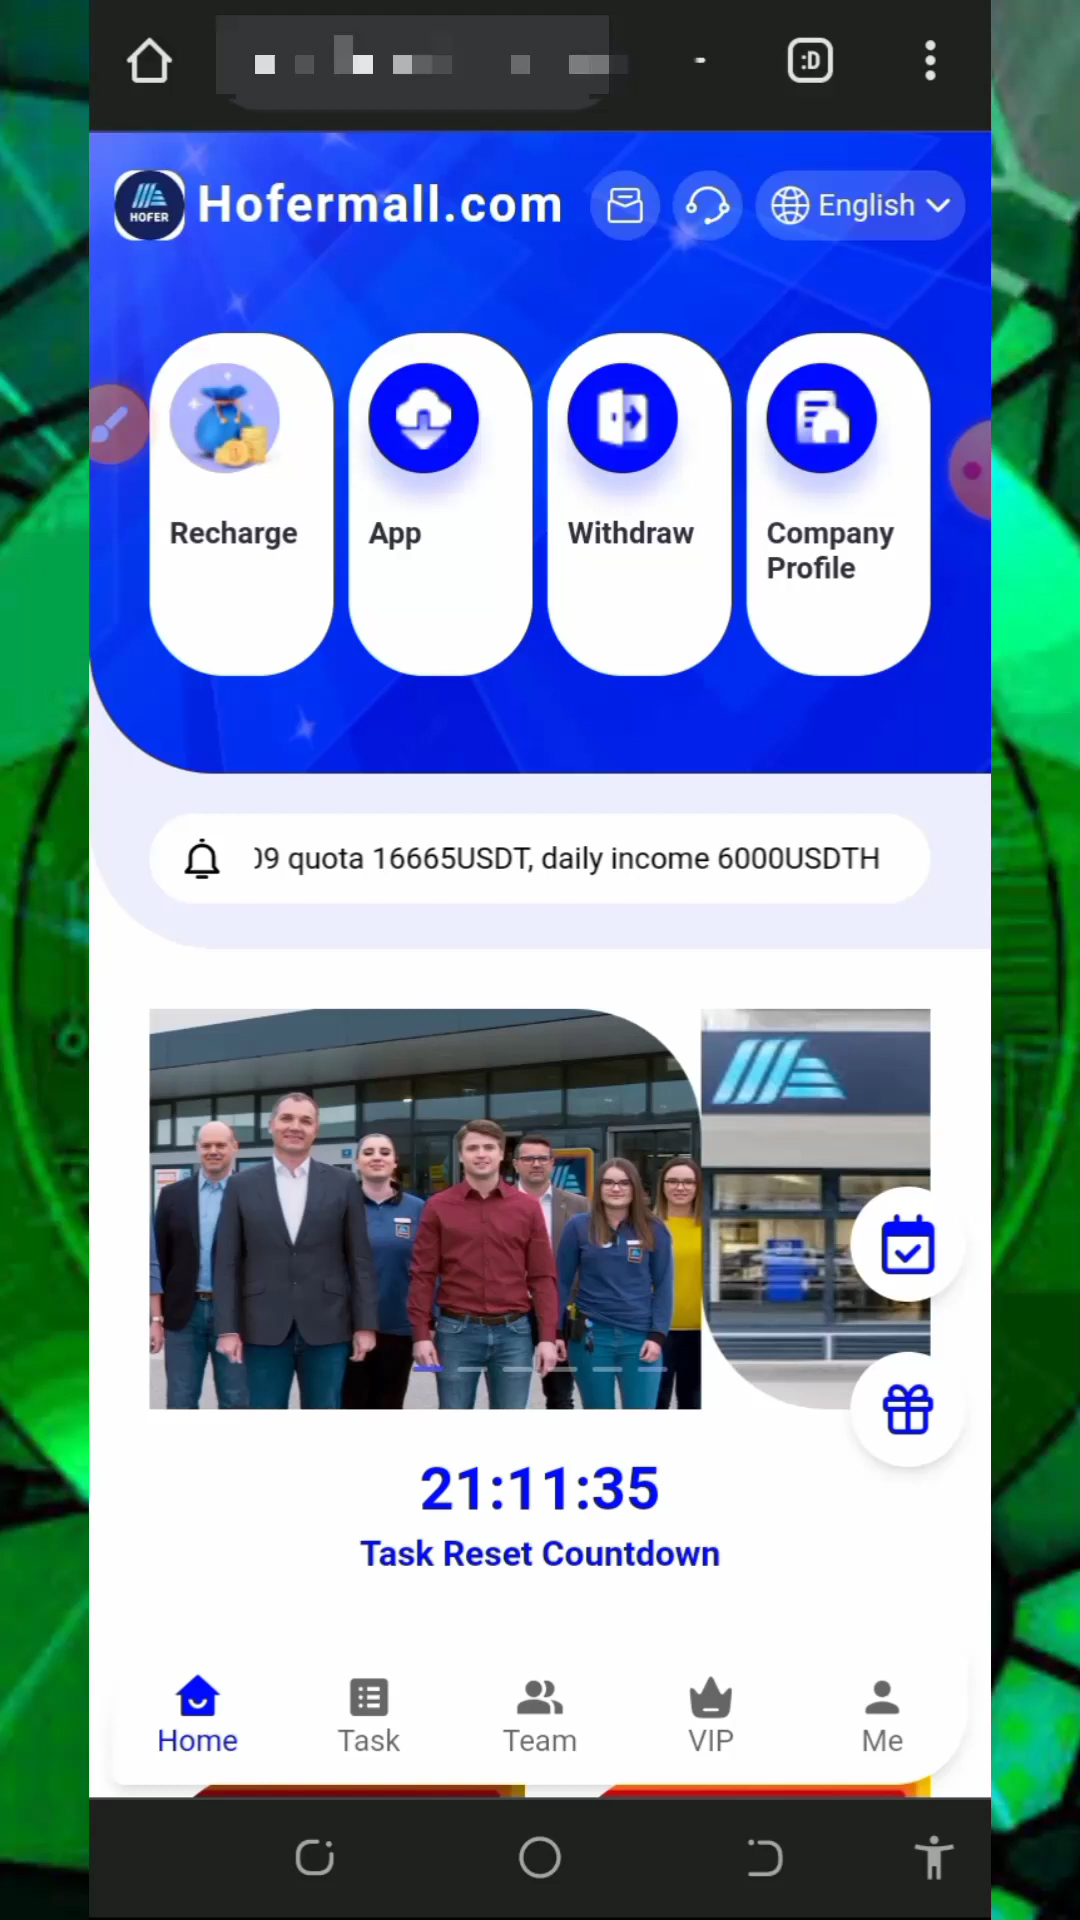 :D
HOFER
Hofermall.com
English
Recharge
App
Withdraw
Company
Profile
09 quota 16665USDT, daily income 6000USDTH
21:11:35
Task Reset Countdown
Home
Task
Team
VIP
Me